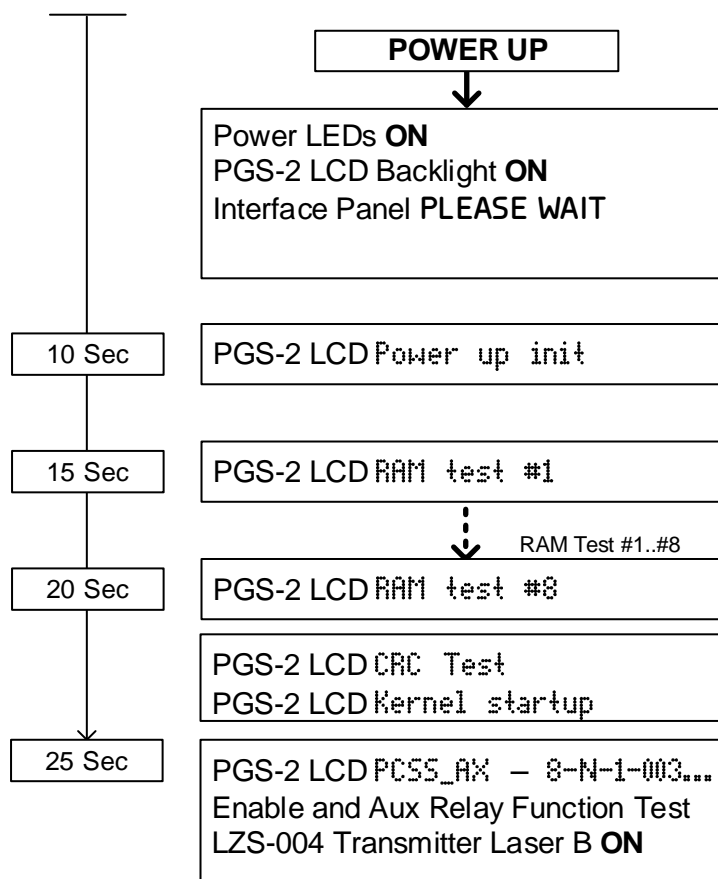 POWER UP
Power LEDs ON
PGS-2 LCD Backlight ON
Interface Panel PLEASE WAIT
10 Sec
PGS-2 LCD Power up init
15 Sec
PGS-2 LCD RAM test #1
RAM Test #1..#8
20 Sec
PGS-2 LCD RAM test #8
PGS-2 LCD CRC Test
PGS-2 LCD Kernel startup
25 Sec
PGS-2 LCD PCSS_AX – 8-N-1-003...
Enable and Aux Relay Function Test
LZS-004 Transmitter Laser B ON